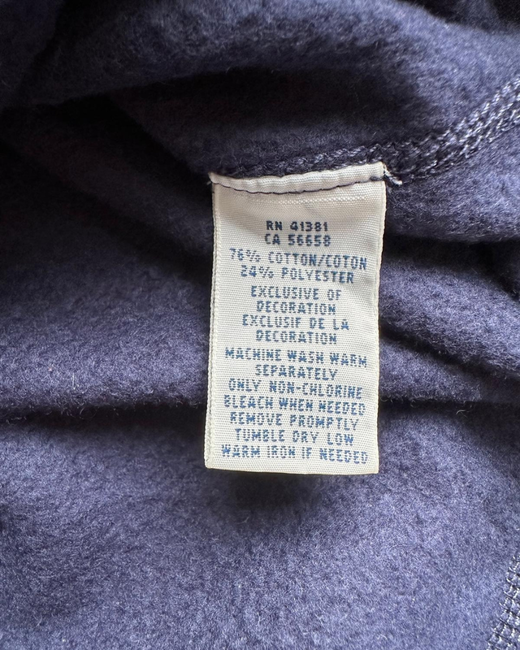 RN 41381
CA 56658
76% COTTON/COTON
24% POLYESTER
EXCLUSIVE OF
DECORATION
EXCLUSIF DE LA
DECORATION
MACHINE WASH WARM
SEPARATELY
ONLY NON-CHLORINE
BLEACH WHEN NEEDED
REMOVE PROMPTLY
TUMBLE DRY LOW
WARM IRON IF NEEDED